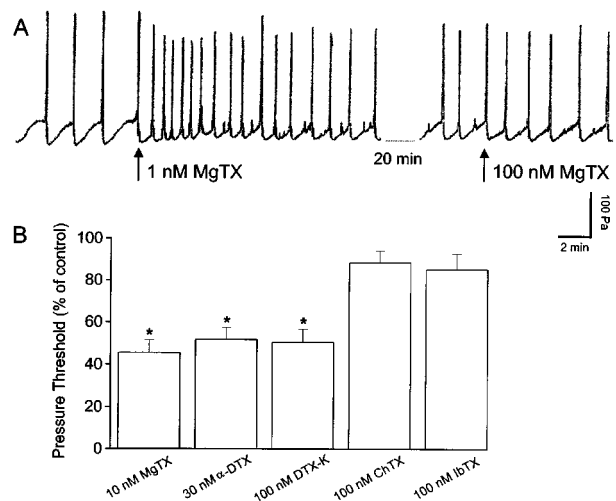 A
1 nM MgTX
20 min
100 nM MgTX
100 Pa
2 min
B
Pressure Threshold (% of control)
100
80
60
40
20
0
* * *
10 nM MgTX
30 nM α-DTX
100 nM DTX-K
100 nM ChTX
100 nM IbTX